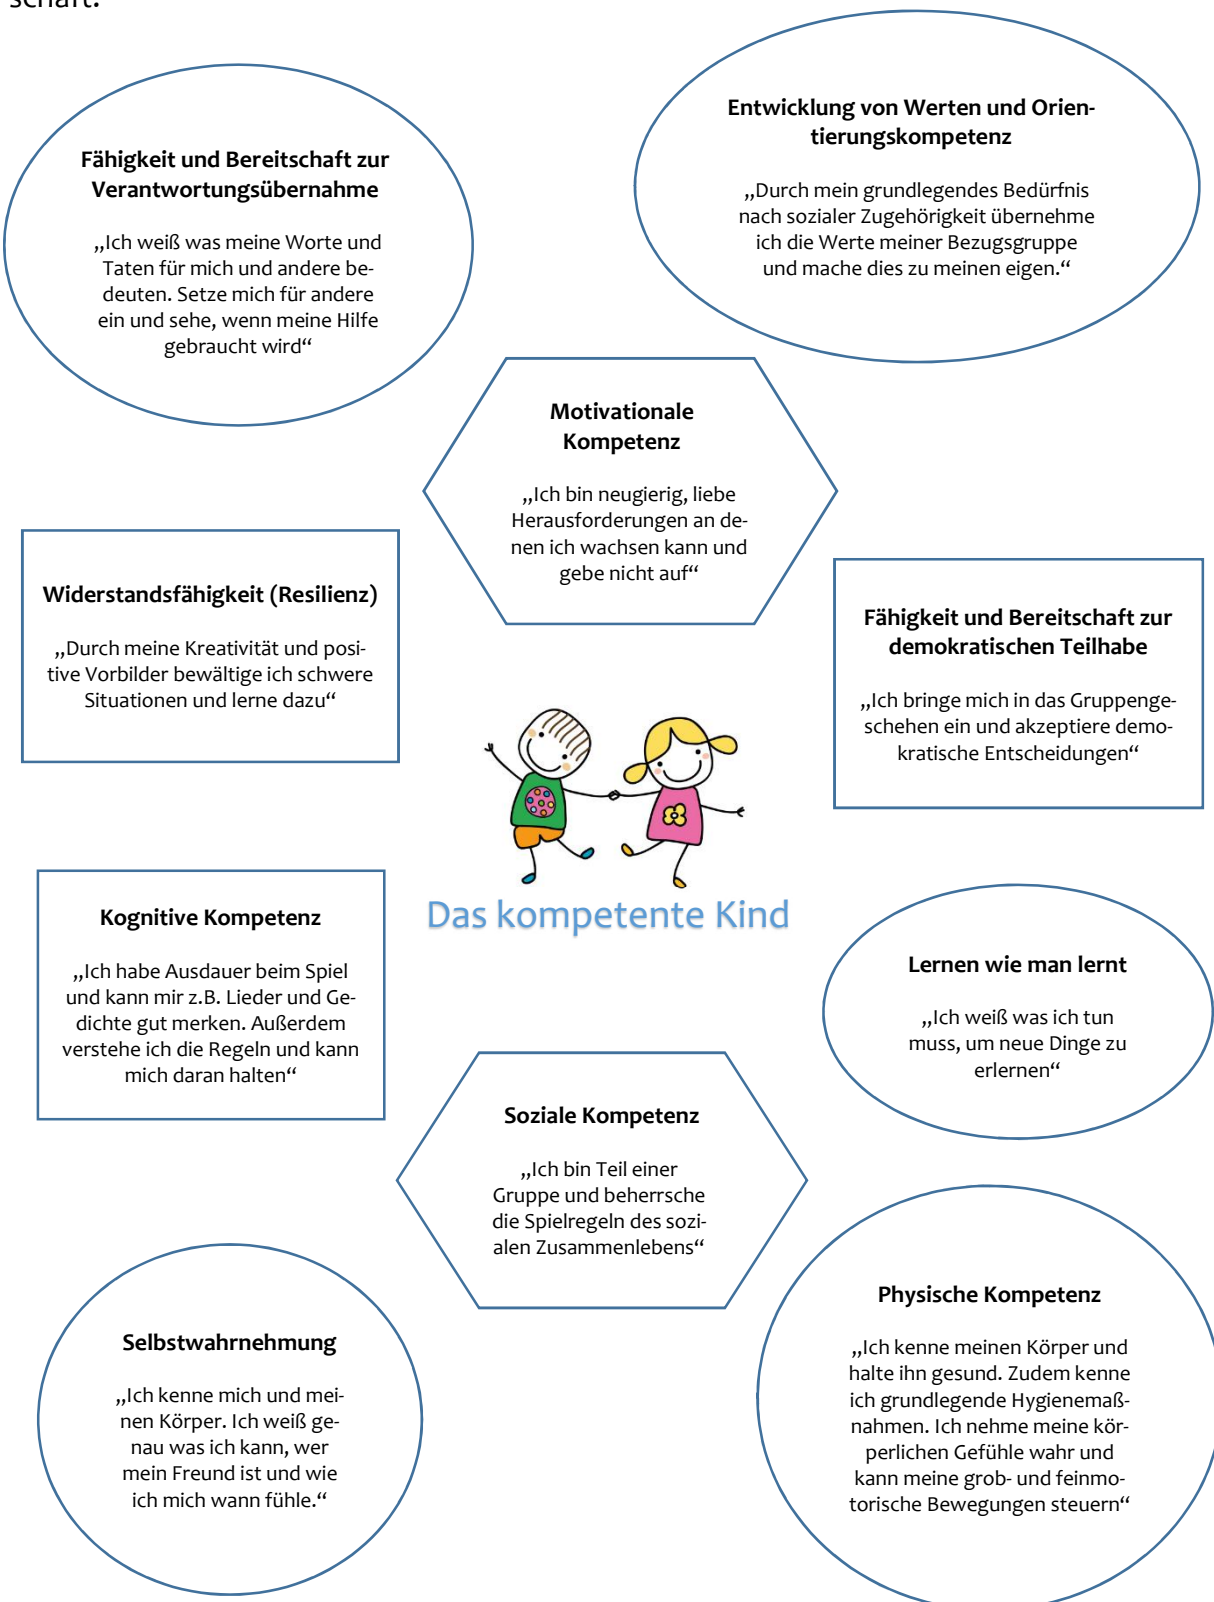 schaft.
Fähigkeit und Bereitschaft zur
Verantwortungsübernahme
„Ich weiß was meine Worte und
Taten für mich und andere be-
deuten. Setze mich für andere
ein und sehe, wenn meine Hilfe
gebraucht wird“
Entwicklung von Werten und Orien-
tierungskompetenz
„Durch mein grundlegendes Bedürfnis
nach sozialer Zugehörigkeit übernehme
ich die Werte meiner Bezugsgruppe
und mache dies zu meinen eigen.“
Motivationale
Kompetenz
„Ich bin neugierig, liebe
Herausforderungen an de-
nen ich wachsen kann und
gebe nicht auf“
Widerstandsfähigkeit (Resilienz)
„Durch meine Kreativität und posi-
tive Vorbilder bewältige ich schwere
Situationen und lerne dazu“
Fähigkeit und Bereitschaft zur
demokratischen Teilhabe
„Ich bringe mich in das Gruppenge-
schehen ein und akzeptiere demo-
kratische Entscheidungen“
Das kompetente Kind
Kognitive Kompetenz
„Ich habe Ausdauer beim Spiel
und kann mir z.B. Lieder und Ge-
dichte gut merken. Außerdem
verstehe ich die Regeln und kann
mich daran halten“
Lernen wie man lernt
„Ich weiß was ich tun
muss, um neue Dinge zu
erlernen“
Soziale Kompetenz
„Ich bin Teil einer
Gruppe und beherrsche
die Spielregeln des sozi-
alen Zusammenlebens“
Selbstwahrnehmung
„Ich kenne mich und mei-
nen Körper. Ich weiß ge-
nau was ich kann, wer
mein Freund ist und wie
ich mich wann fühle.“
Physische Kompetenz
„Ich kenne meinen Körper und
halte ihn gesund. Zudem kenne
ich grundlegende Hygienemaß-
nahmen. Ich nehme meine kör-
perlichen Gefühle wahr und
kann meine grob- und feinmo-
torische Bewegungen steuern“